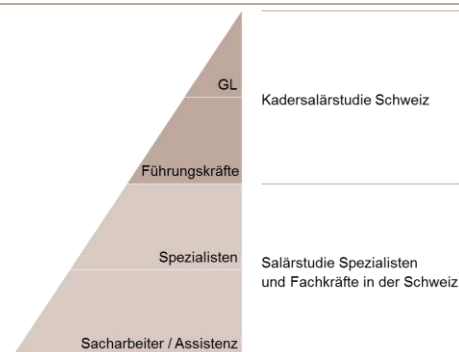 GL
Kadersalärstudie Schweiz
Führungskräfte
Spezialisten
Salärstudie Spezialisten
und Fachkräfte in der Schweiz
Sacharbeiter / Assistenz